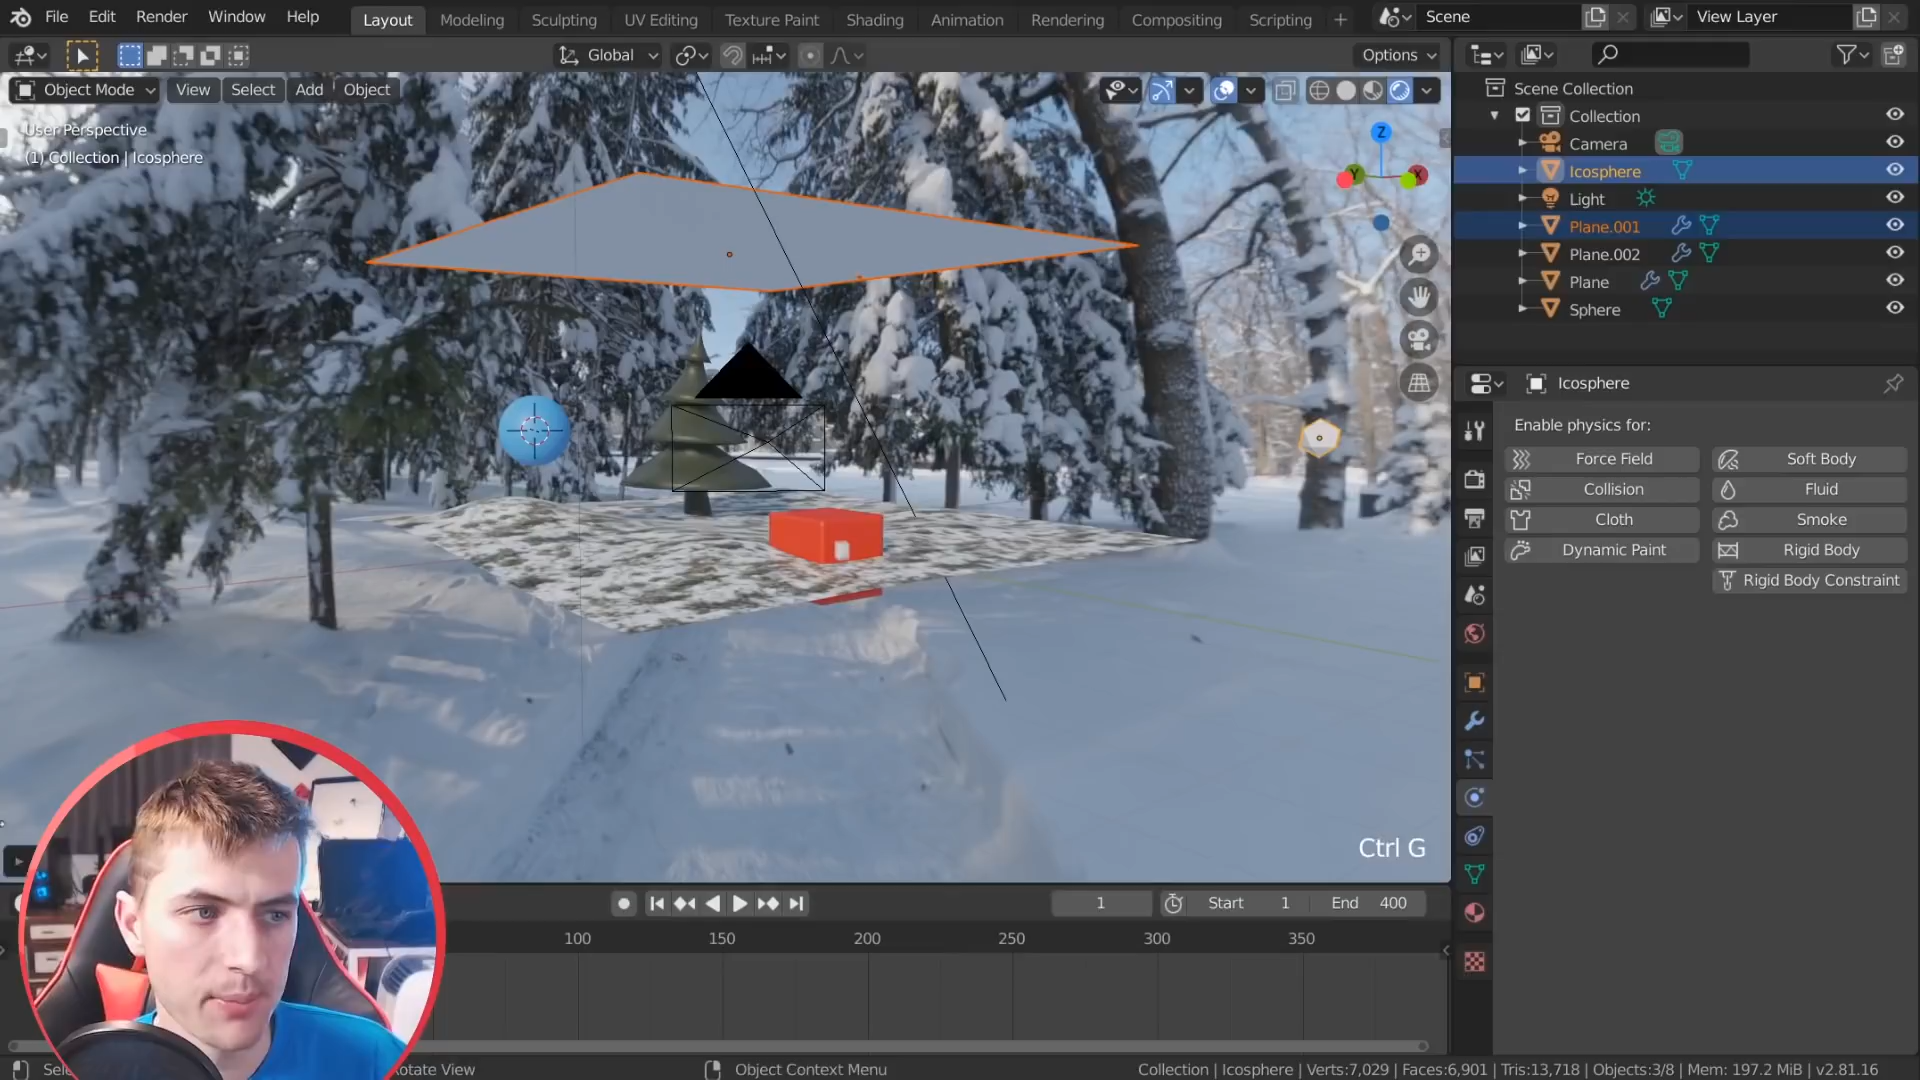 File Edit Render Window Help
Layout Modeling Sculpting UV Editing Texture Paint Shading Animation Rendering Compositing Scripting
Scene
View Layer
Global
Options
Object Mode View Select Add Object
User Perspective
(1) Collection | Icosphere
Z
Y
X
Scene Collection
Collection
Camera
Icosphere
Light
Plane.001
Plane.002
Plane
Sphere
Icosphere
Enable physics for:
Force Field Soft Body
Collision Fluid
Cloth Smoke
Dynamic Paint Rigid Body
Rigid Body Constraint
Ctrl G
1 Start 1 End 400
100 150 200 250 300 350
Object Context Menu
Collection | Icosphere | Verts:7,029 | Faces:6,901 | Tris:13,718 | Objects:3/8 | Mem: 197.2 MiB | v2.81.16